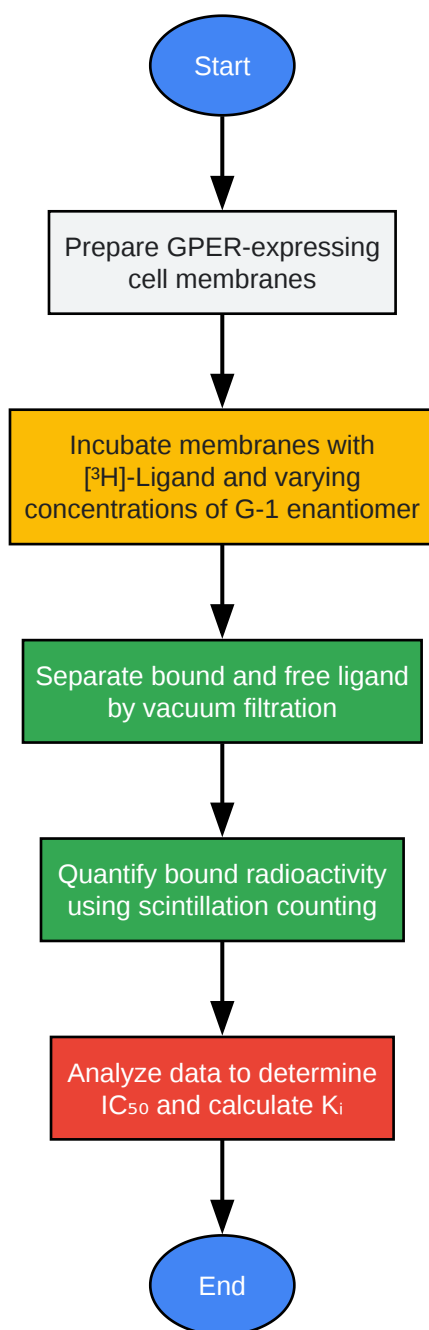 Start
Prepare GPER-expressing
cell membranes
Incubate membranes with
[³H]-Ligand and varying
concentrations of G-1 enantiomer
Separate bound and free ligand
by vacuum filtration
Quantify bound radioactivity
using scintillation counting
Analyze data to determine
IC₅₀ and calculate Kᵢ
End